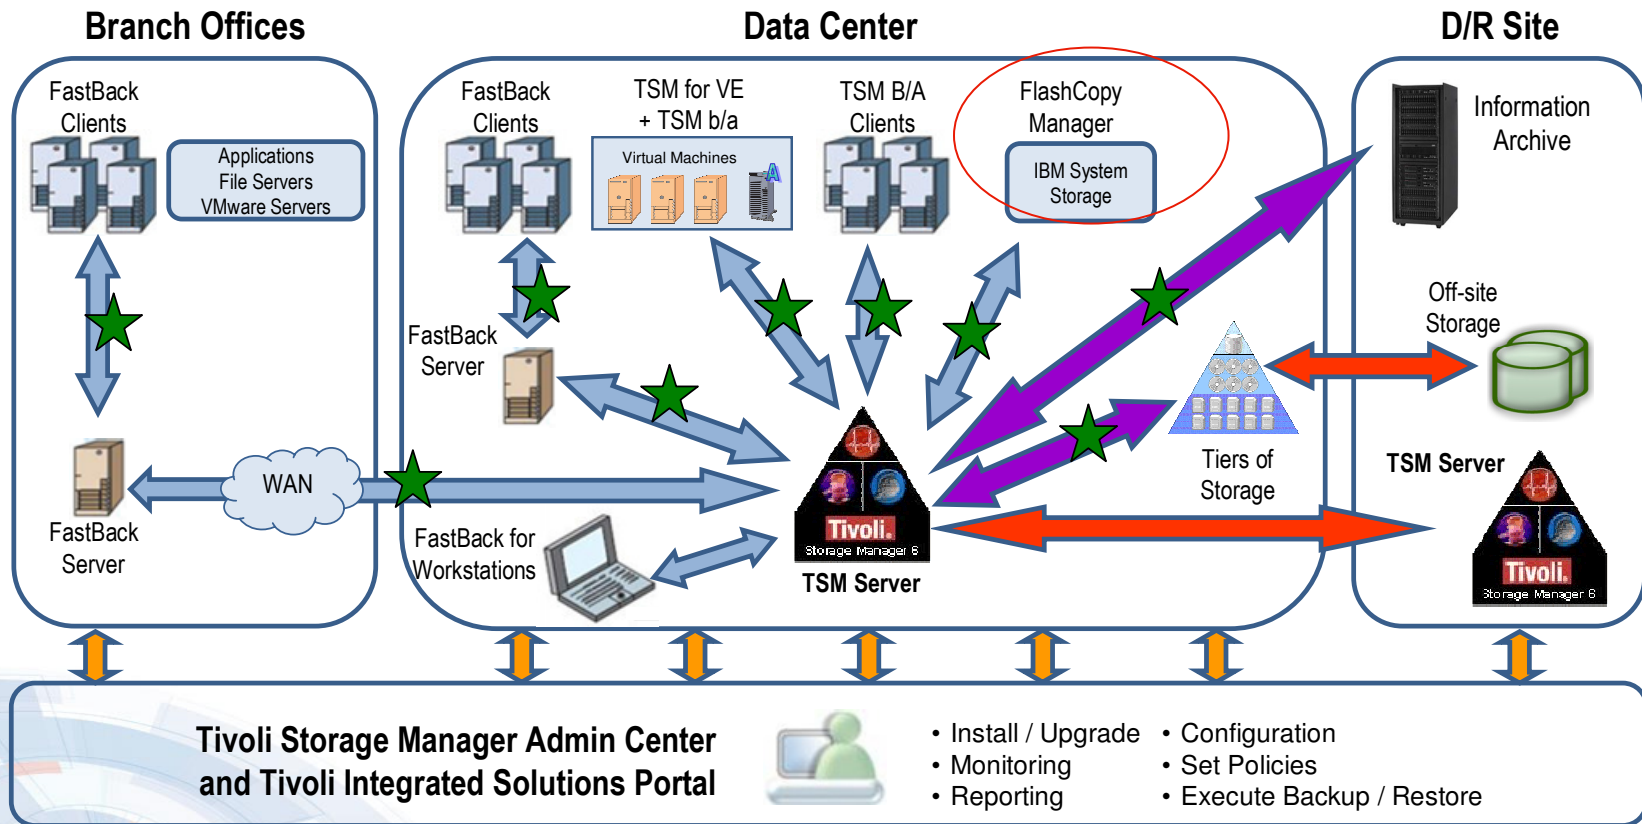 Branch Offices
Data Center
D/R Site
FastBack
Clients
Applications
File Servers
VMware Servers
FastBack
Server
WAN
FastBack
Clients
TSM for VE
+ TSM b/a
Virtual Machines
A
TSM B/A
Clients
FlashCopy
Manager
IBM System
Storage
FastBack
Server
FastBack for
Workstations
Tivoli.
Storage Manager 6
TSM Server
Tiers of
Storage
Information
Archive
Off-site
Storage
TSM Server
Tivoli.
Storage Manager 6
Tivoli Storage Manager Admin Center
and Tivoli Integrated Solutions Portal
• Install / Upgrade
• Monitoring
• Reporting
• Configuration
• Set Policies
• Execute Backup / Restore